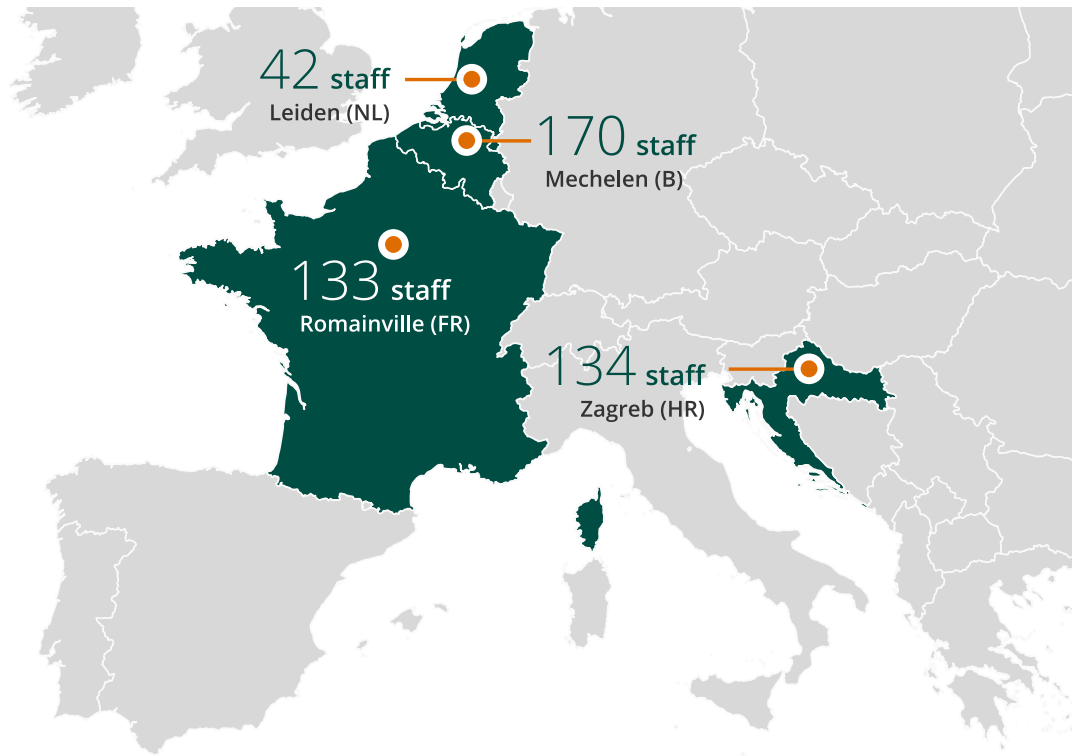 42 staff
Leiden (NL)
170 staff
Mechelen (B)
133 staff
Romainville (FR)
134 staff
Zagreb (HR)